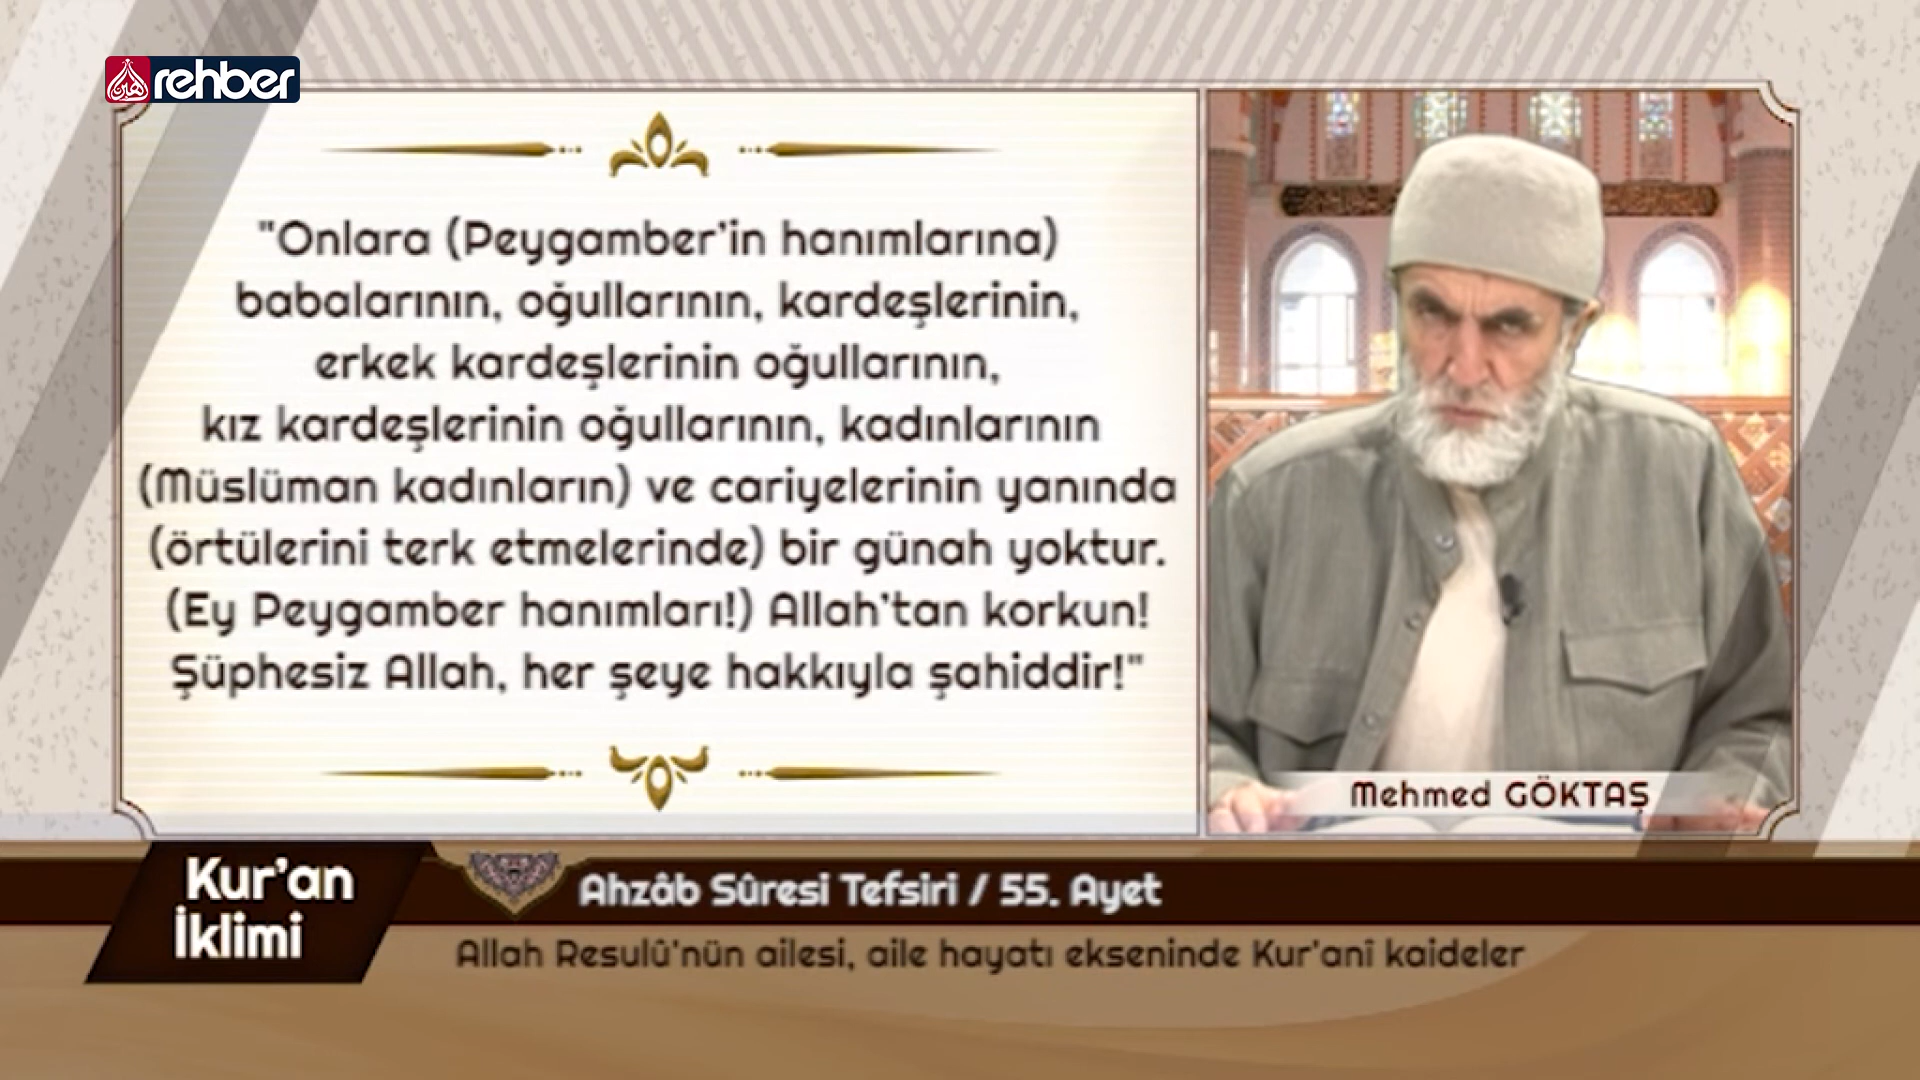 rehber
"Onlara (Peygamber'in hanımlarına)
babalarının, oğullarının, kardeşlerinin,
erkek kardeşlerinin oğullarının,
kız kardeşlerinin oğullarının, kadınlarının
(Müslüman kadınların) ve cariyelerinin yanında
(örtülerini terk etmelerinde) bir günah yoktur.
(Ey Peygamber hanımları!) Allah'tan korkun!
Şüphesiz Allah, her şeye hakkıyla şahiddir!"
Mehmed GÖKTAŞ
Kur'an
İklimi
Ahzâb Sûresi Tefsiri / 55. Ayet
Allah Resulû'nün ailesi, aile hayatı ekseninde Kur'anî kaideler